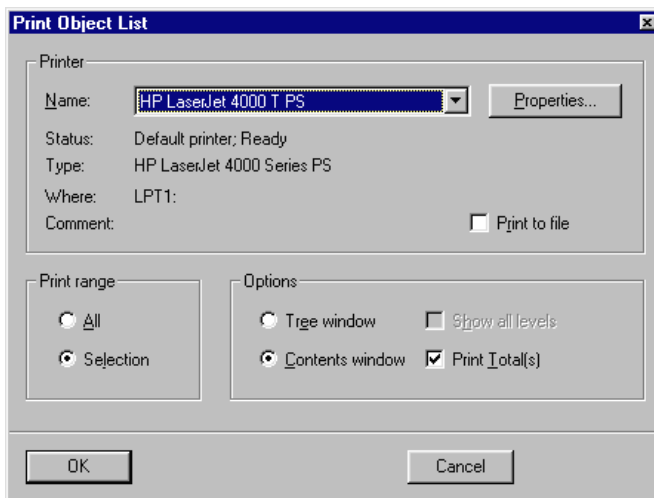 Print Object List
Printer
Name: HP LaserJet 4000 T PS Properties...
Status: Default printer; Ready
Type: HP LaserJet 4000 Series PS
Where: LPT1:
Comment: Print to file
Print range Options
All Tree window Show all levels
Selection Contents window Print Total(s)
OK Cancel